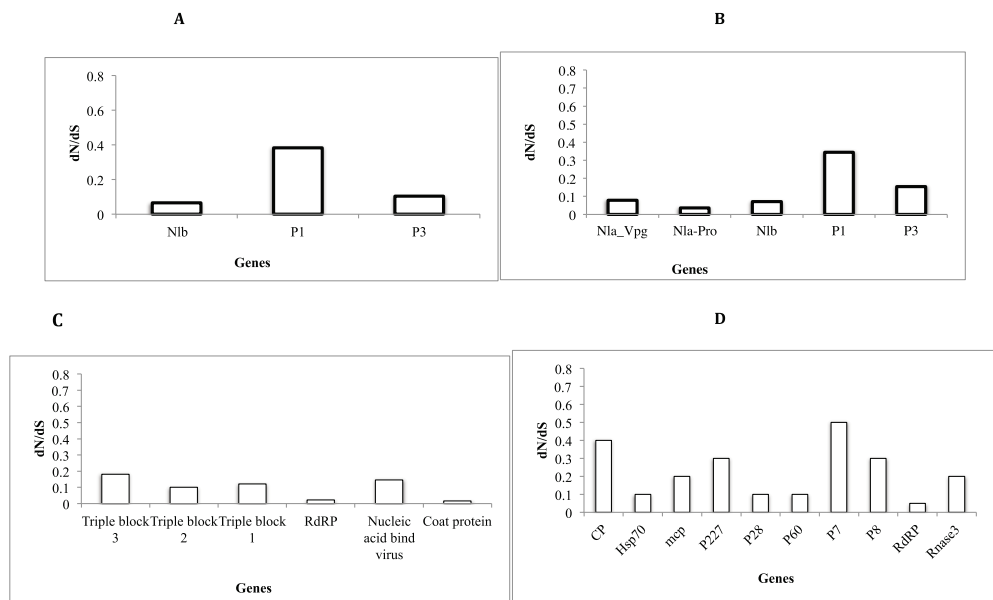 A
0.8
0.6
0.4
0.2
0
dN/dS
Nlb P1 P3
Genes
B
0.8
0.7
0.6
0.5
0.4
0.3
0.2
0.1
0
dN/dS
Nla_Vpg Nla-Pro Nlb P1 P3
Genes
C
0.8
0.7
0.6
0.5
0.4
0.3
0.2
0.1
0
dN/dS
Triple block Triple block Triple block RdRP Nucleic Coat protein
3 2 1 acid bind
virus
Genes
D
0.8
0.7
0.6
0.5
0.4
0.3
0.2
0.1
0
dN/dS
CP Hsp70 mcp P227 P28 P60 P7 P8 RdRP Rnase3
Genes